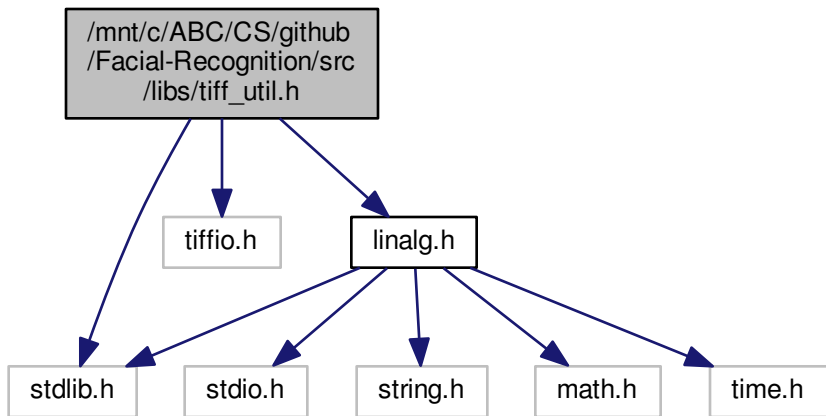 /mnt/c/ABC/CS/github
/Facial-Recognition/src
/libs/tiff_util.h
tiffio.h
linalg.h
stdlib.h
stdio.h
string.h
math.h
time.h